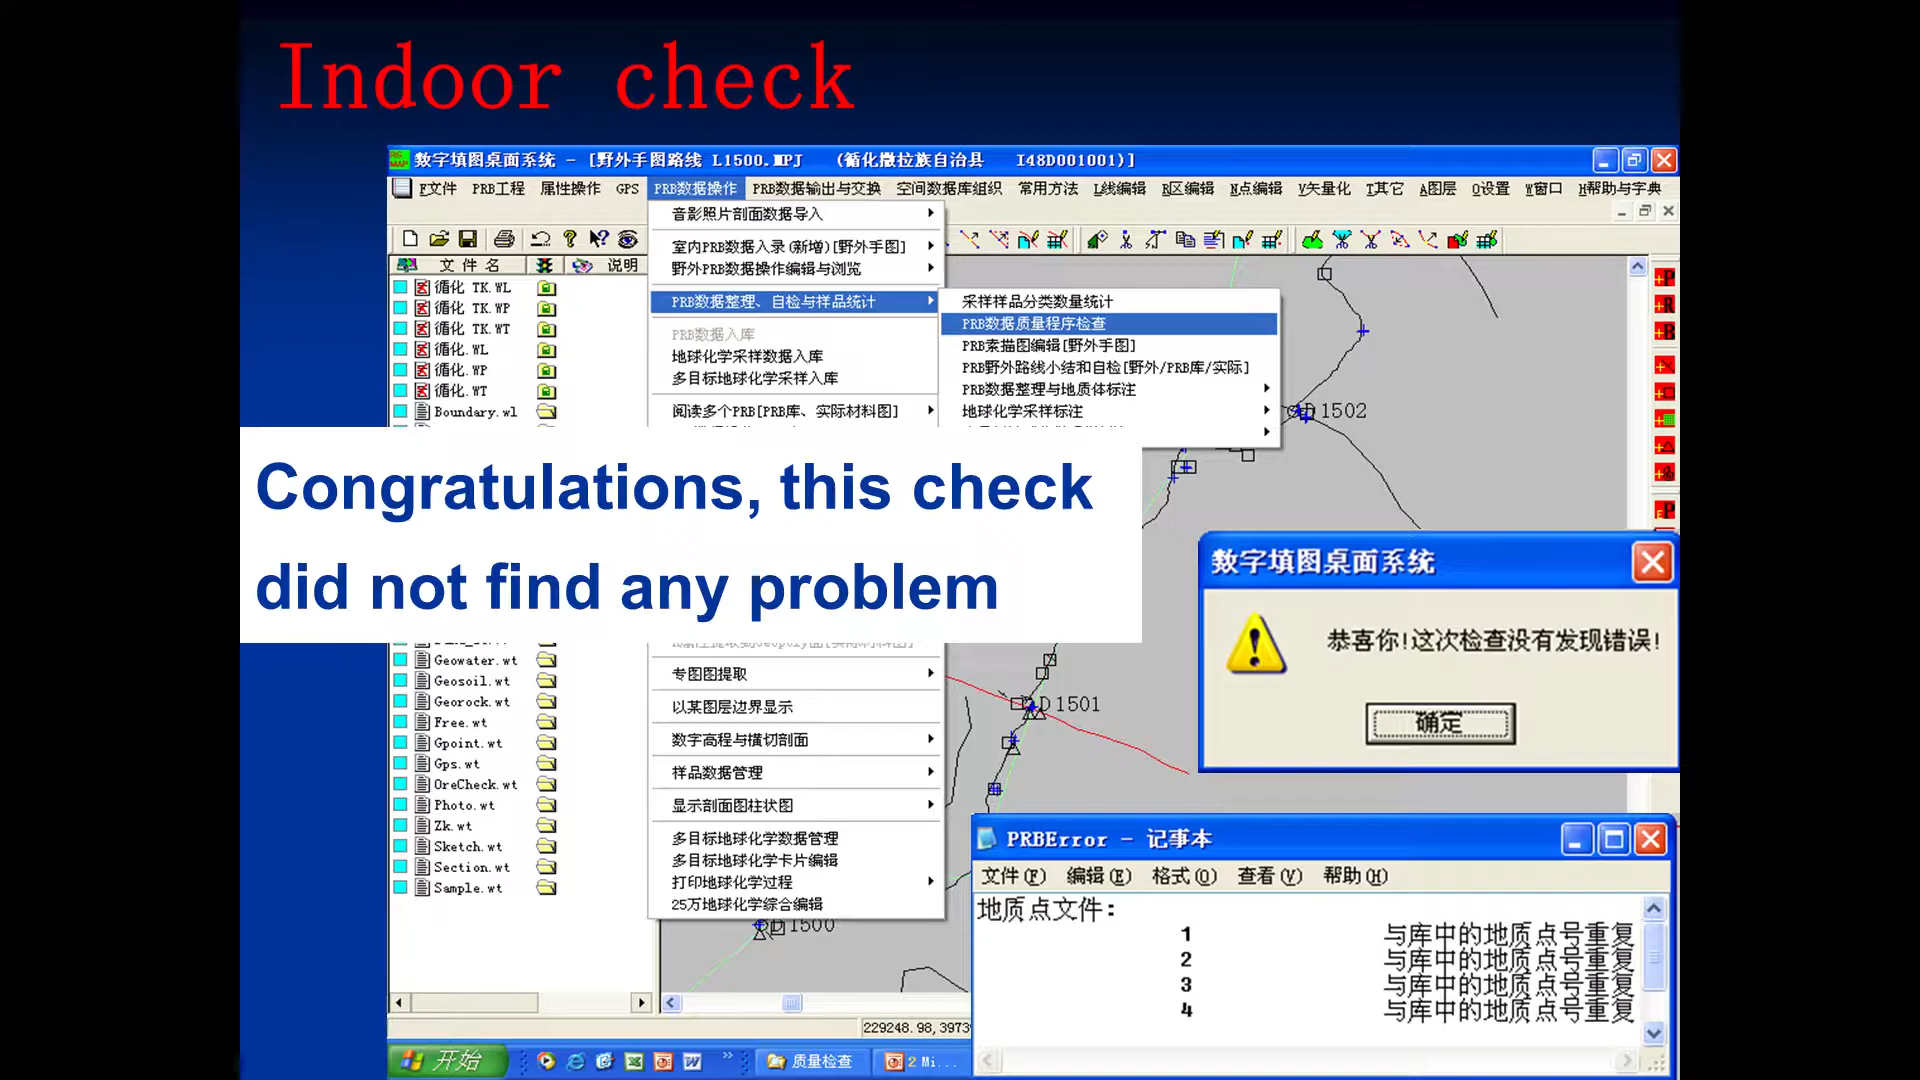 Indoor check
数字填图桌面系统 - [野外手图路线 L1500.MPJ (循化撒拉族自治县 I48D001001)]
F文件 PRB工程 属性操作 GPS PRB数据操作 PRB数据输出与交换 空间数据库组织 常用方法 L线编辑 R区编辑 N点编辑 V矢量化 T其它 A图层 Q设置 W窗口 H帮助与字典
文件名 说明
循化 TK.WL
循化 TK.WP
循化 TK.WT
循化.WL
循化.WP
循化.WT
Boundary.wl
Geowater.wt
Geosoil.wt
Georock.wt
Free.wt
Gpoint.wt
Gps.wt
OreCheck.wt
Photo.wt
Zk.wt
Sketch.wt
Section.wt
Sample.wt
音影照片剖面数据导入
室内PRB数据入录(新增)[野外手图]
野外PRB数据操作编辑与浏览
PRB数据整理、自检与样品统计
PRB数据入库
地球化学采样数据入库
多目标地球化学采样入库
阅读多个PRB[PRB库、实际材料图]
专图图提取
以某图层边界显示
数字高程与横切剖面
样品数据管理
显示剖面图柱状图
多目标地球化学数据管理
多目标地球化学卡片编辑
打印地球化学过程
25万地球化学综合编辑
采样样品分类数量统计
PRB数据质量程序检查
PRB素描图编辑[野外手图]
PRB野外路线小结和自检[野外/PRB库/实际]
PRB数据整理与地质体标注
地球化学采样标注
D1502
Congratulations, this check
did not find any problem
数字填图桌面系统
恭喜你!这次检查没有发现错误!
确定
D1501
D1500
PRBError - 记事本
文件(F) 编辑(E) 格式(O) 查看(V) 帮助(H)
地质点文件:
1 与库中的地质点号重复
2 与库中的地质点号重复
3 与库中的地质点号重复
4 与库中的地质点号重复
229248.98,3973
开始 质量检查 2 Mi...